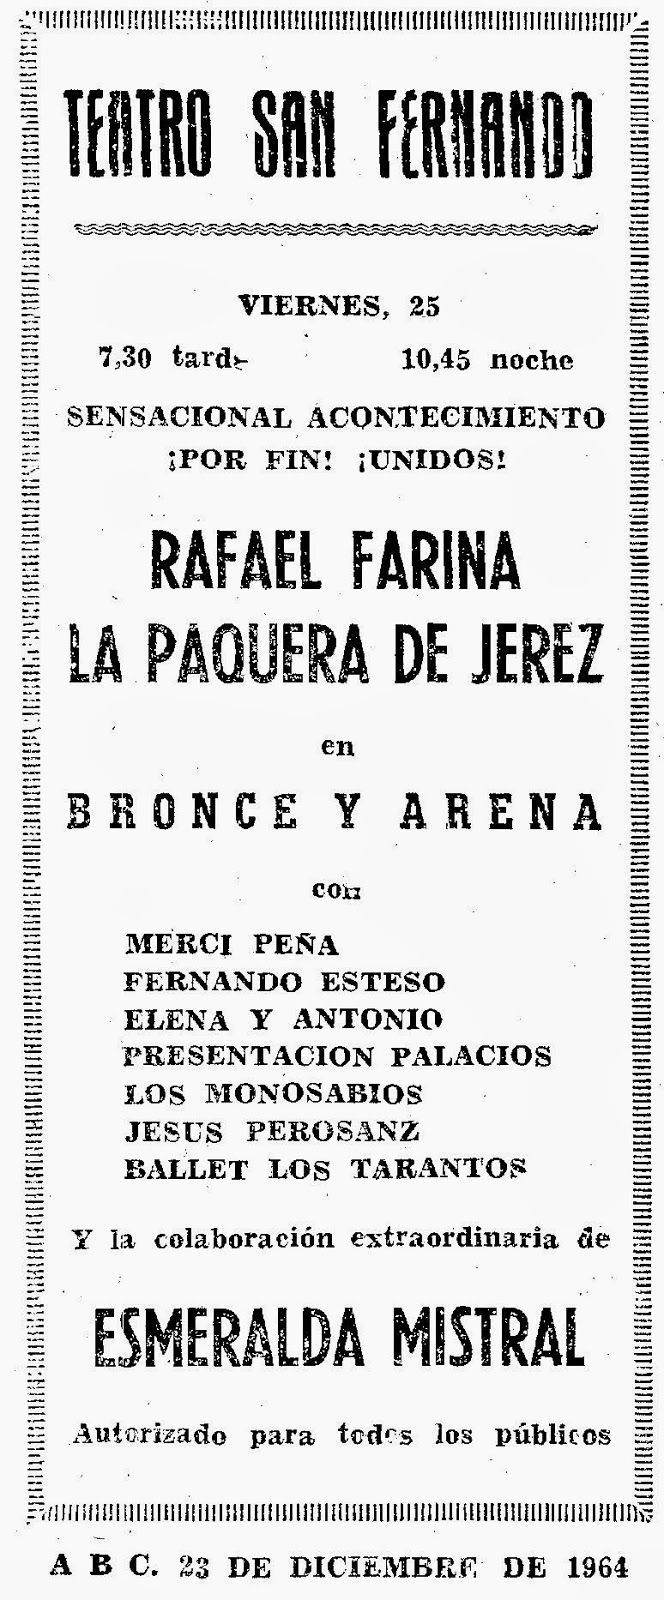 TEATRO SAN FERNANDO
VIERNES, 25
7,30 tarde 10,45 noche
SENSACIONAL ACONTECIMIENTO
¡POR FIN! ¡UNIDOS!
RAFAEL FARINA
LA PAQUERA DE JEREZ
en
BRONCE Y ARENA
con
MERCI PEÑA
FERNANDO ESTESO
ELENA Y ANTONIO
PRESENTACION PALACIOS
LOS MONOSABIOS
JESUS PEROSANZ
BALLET LOS TARANTOS
Y la colaboración extraordinaria de
ESMERALDA MISTRAL
Autorizado para todos los públicos
A B C. 23 DE DICIEMBRE DE 1964